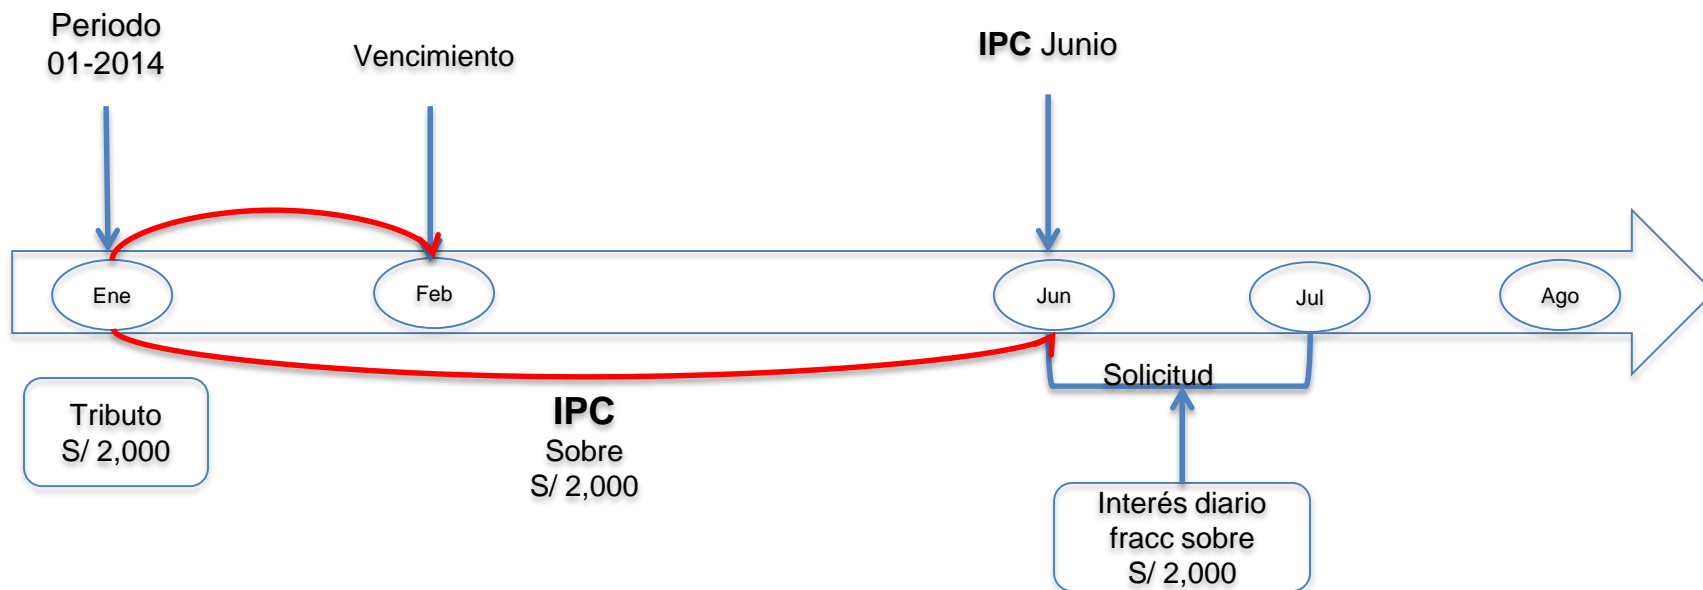 Periodo
01-2014
Vencimiento
IPC Junio
Ene
Feb
Jun
Jul
Ago
Solicitud
Tributo
S/ 2,000
IPC
Sobre
S/ 2,000
Interés diario
fracc sobre
S/ 2,000